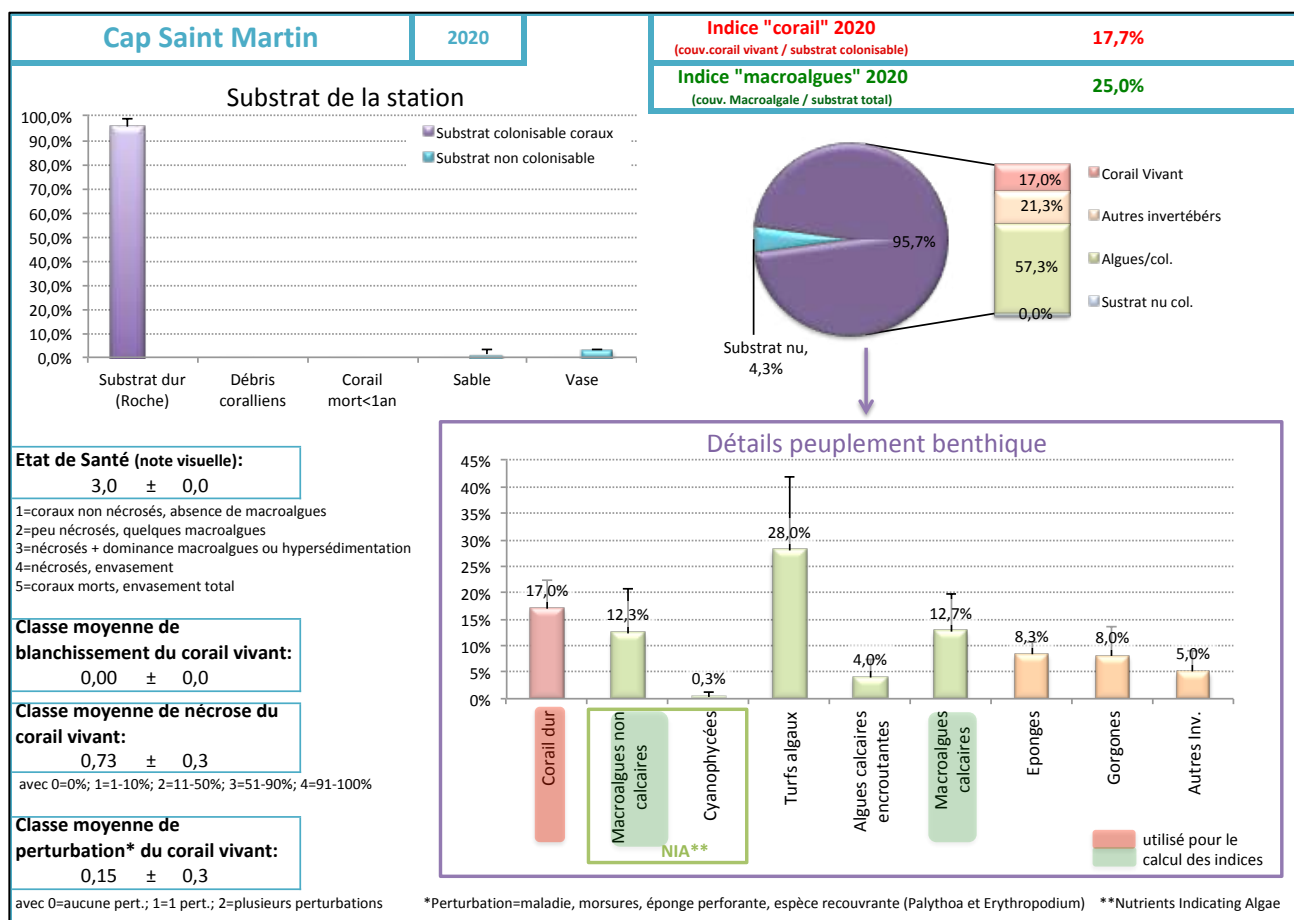 Cap Saint Martin
2020
Indice "corail" 2020
(couv.corail vivant / substrat colonisable)
17,7%
Indice "macroalgues" 2020
(couv. Macroalgale / substrat total)
25,0%
Substrat de la station
100,0%
90,0%
80,0%
70,0%
60,0%
50,0%
40,0%
30,0%
20,0%
10,0%
0,0%
Substrat colonisable coraux
Substrat non colonisable
Substrat dur
(Roche)
Débris
coralliens
Corail
mort<1an
Sable
Vase
95,7%
Substrat nu,
4,3%
17,0%
21,3%
57,3%
0,0%
Corail Vivant
Autres invertébérs
Algues/col.
Sustrat nu col.
Etat de Santé (note visuelle):
3,0 ± 0,0
1=coraux non nécrosés, absence de macroalgues
2=peu nécrosés, quelques macroalgues
3=nécrosés + dominance macroalgues ou hypersédimentation
4=nécrosés, envasement
5=coraux morts, envasement total
Classe moyenne de
blanchissement du corail vivant:
0,00 ± 0,0
Classe moyenne de nécrose du
corail vivant:
0,73 ± 0,3
avec 0=0%; 1=1-10%; 2=11-50%; 3=51-90%; 4=91-100%
Classe moyenne de
perturbation* du corail vivant:
0,15 ± 0,3
avec 0=aucune pert.; 1=1 pert.; 2=plusieurs perturbations
Détails peuplement benthique
45%
40%
35%
30%
25%
20%
15%
10%
5%
0%
17,0%
12,3%
0,3%
28,0%
4,0%
12,7%
8,3%
8,0%
5,0%
Corail dur
Macroalgues non
calcaires
Cyanophycées
Turfs algaux
Algues calcaires
encroutantes
Macroalgues
calcaires
Eponges
Gorgones
Autres Inv.
NIA**
utilisé pour le
calcul des indices
*Perturbation=maladie, morsures, éponge perforante, espèce recouvrante (Palythoa et Erythropodium) **Nutrients Indicating Algae